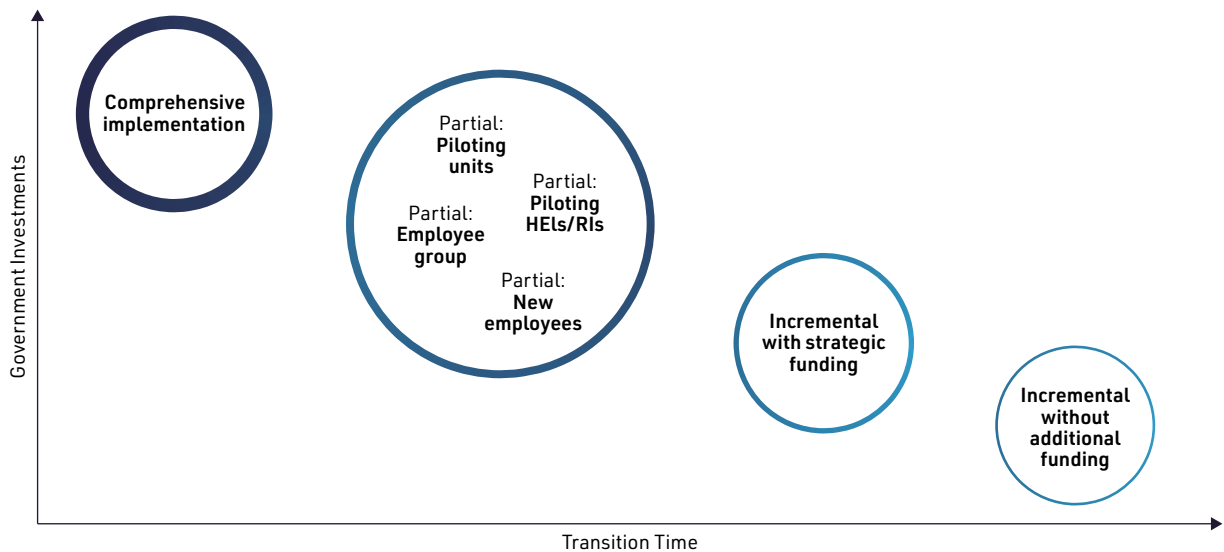 Government Investments
Comprehensive
implementation
Partial:
Piloting
units
Partial:
Piloting
HEIs/RIs
Partial:
Employee
group
Partial:
New
employees
Incremental
with strategic
funding
Incremental
without
additional
funding
Transition Time